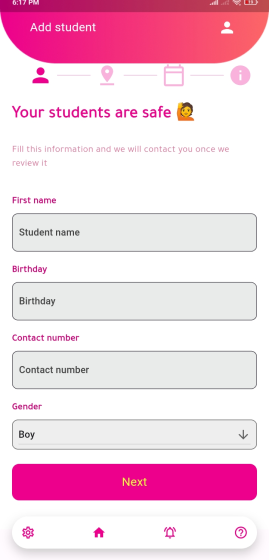 6:17 PM
Add student
Your students are safe 🙋
Fill this information and we will contact you once we
review it
First name
Student name
Birthday
Birthday
Contact number
Contact number
Gender
Boy
Next